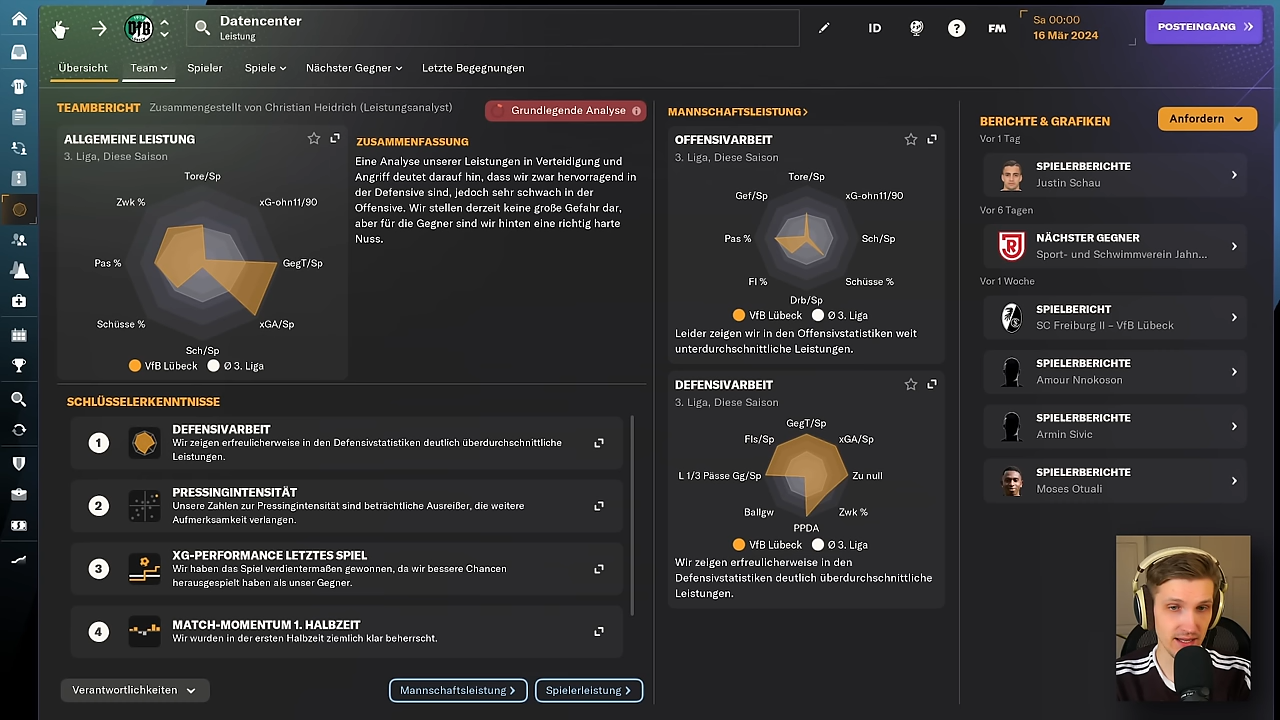 Datencenter
Leistung
ID
FM
Sa 00:00
16 Mär 2024
POSTEINGANG
Übersicht
Team
Spieler
Spiele
Nächster Gegner
Letzte Begegnungen
TEAMBERICHT Zusammengestellt von Christian Heidrich (Leistungsanalyst)
Grundlegende Analyse
ALLGEMEINE LEISTUNG
3. Liga, Diese Saison
Tore/Sp
xG-ohn11/90
GegT/Sp
xGA/Sp
Sch/Sp
Schüsse %
Pas %
Zwk %
VfB Lübeck
Ø 3. Liga
ZUSAMMENFASSUNG
Eine Analyse unserer Leistungen in Verteidigung und
Angriff deutet darauf hin, dass wir zwar hervorragend in
der Defensive sind, jedoch sehr schwach in der
Offensive. Wir stellen derzeit keine große Gefahr dar,
aber für die Gegner sind wir hinten eine richtig harte
Nuss.
SCHLÜSSELERKENNTNISSE
1
DEFENSIVARBEIT
Wir zeigen erfreulicherweise in den Defensivstatistiken deutlich überdurchschnittliche
Leistungen.
2
PRESSINGINTENSITÄT
Unsere Zahlen zur Pressingintensität sind beträchtliche Ausreißer, die weitere
Aufmerksamkeit verlangen.
3
XG-PERFORMANCE LETZTES SPIEL
Wir haben das Spiel verdientermaßen gewonnen, da wir bessere Chancen
herausgespielt haben als unser Gegner.
4
MATCH-MOMENTUM 1. HALBZEIT
Wir wurden in der ersten Halbzeit ziemlich klar beherrscht.
Verantwortlichkeiten
Mannschaftsleistung
Spielerleistung
MANNSCHAFTSLEISTUNG
OFFENSIVARBEIT
3. Liga, Diese Saison
Tore/Sp
xG-ohn11/90
Sch/Sp
Schüsse %
Drb/Sp
Fl %
Pas %
Gef/Sp
VfB Lübeck
Ø 3. Liga
Leider zeigen wir in den Offensivstatistiken weit
unterdurchschnittliche Leistungen.
DEFENSIVARBEIT
3. Liga, Diese Saison
GegT/Sp
xGA/Sp
Zu null
Zwk %
PPDA
Ballgw
L 1/3 Pässe Gg/Sp
Fls/Sp
VfB Lübeck
Ø 3. Liga
Wir zeigen erfreulicherweise in den
Defensivstatistiken deutlich überdurchschnittliche
Leistungen.
BERICHTE & GRAFIKEN
Anfordern
Vor 1 Tag
SPIELERBERICHTE
Justin Schau
Vor 6 Tagen
NÄCHSTER GEGNER
Sport- und Schwimmverein Jahn...
Vor 1 Woche
SPIELBERICHT
SC Freiburg II – VfB Lübeck
SPIELERBERICHTE
Amour Nnokoson
SPIELERBERICHTE
Armin Sivic
SPIELERBERICHTE
Moses Otuali